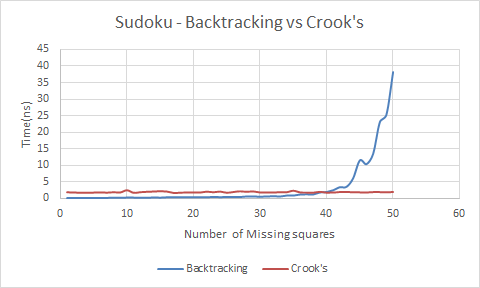 Sudoku - Backtracking vs Crook's
45
40
35
30
25
20
15
10
5
0
Time(ns)
0 10 20 30 40 50 60
Number of Missing squares
Backtracking Crook's